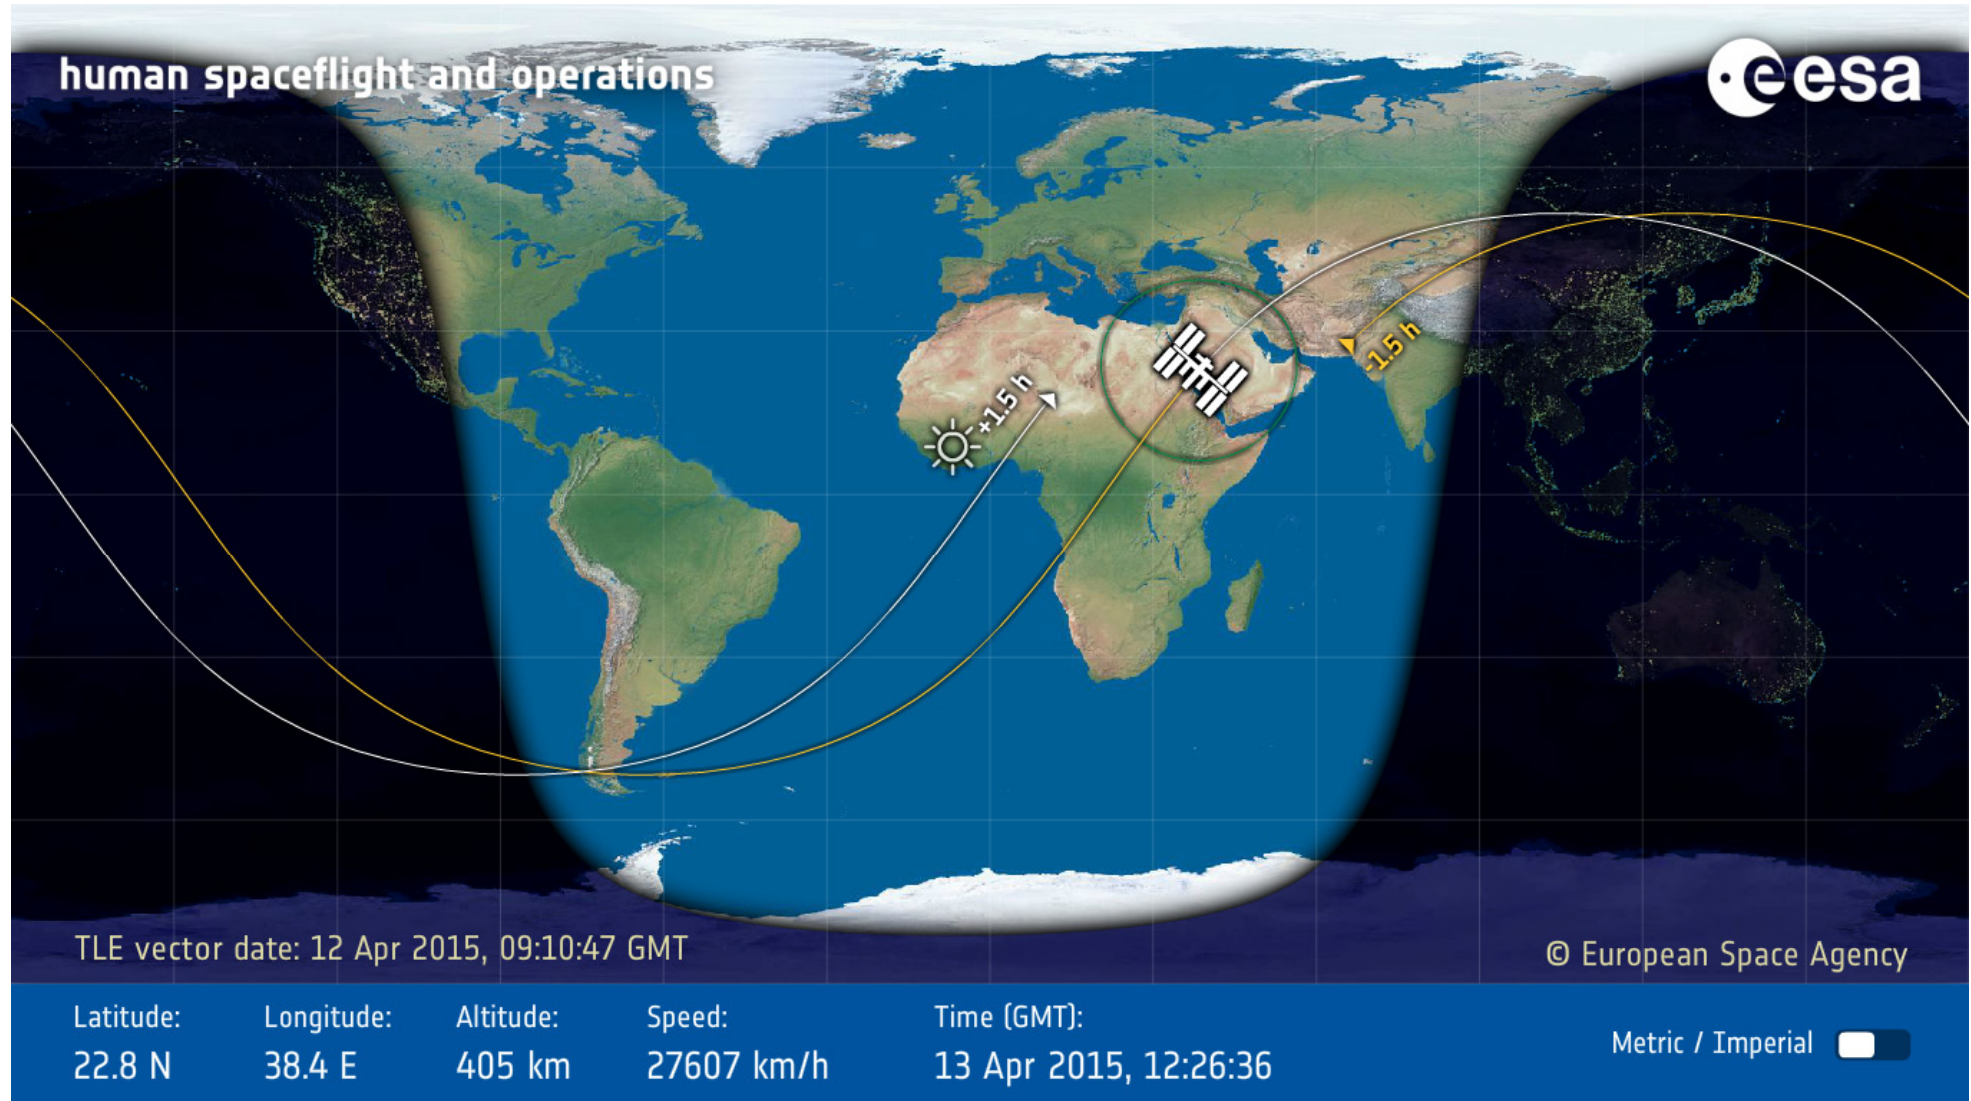 human spaceflight and operations
esa
-1.5 h
+1.5 h
TLE vector date: 12 Apr 2015, 09:10:47 GMT
© European Space Agency
Latitude: Longitude: Altitude: Speed: Time (GMT):
Metric / Imperial
22.8 N 38.4 E 405 km 27607 km/h 13 Apr 2015, 12:26:36